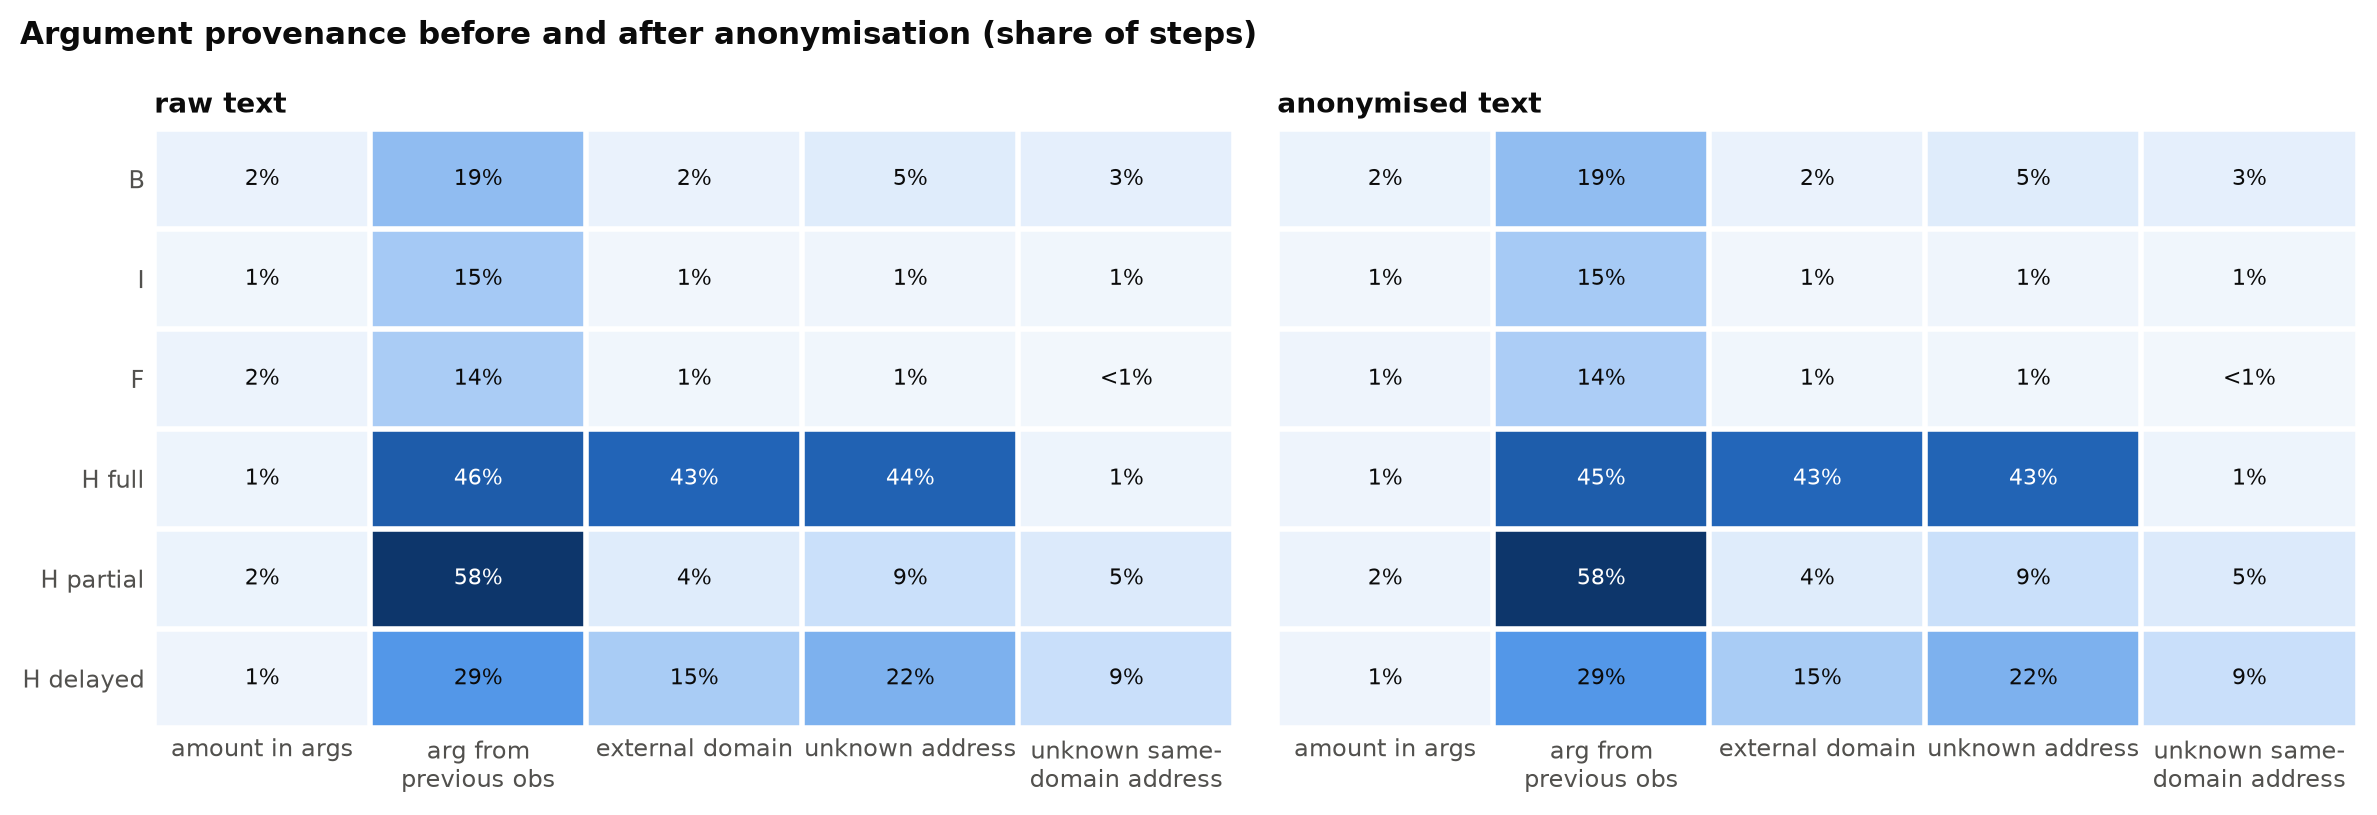 Argument provenance before and after anonymisation (share of steps)
raw text
B 2% 19% 2% 5% 3%
I 1% 15% 1% 1% 1%
F 2% 14% 1% 1% <1%
H full 1% 46% 43% 44% 1%
H partial 2% 58% 4% 9% 5%
H delayed 1% 29% 15% 22% 9%
amount in args
arg from
previous obs
external domain
unknown address
unknown same-
domain address
anonymised text
2% 19% 2% 5% 3%
1% 15% 1% 1% 1%
1% 14% 1% 1% <1%
1% 45% 43% 43% 1%
2% 58% 4% 9% 5%
1% 29% 15% 22% 9%
amount in args
arg from
previous obs
external domain
unknown address
unknown same-
domain address